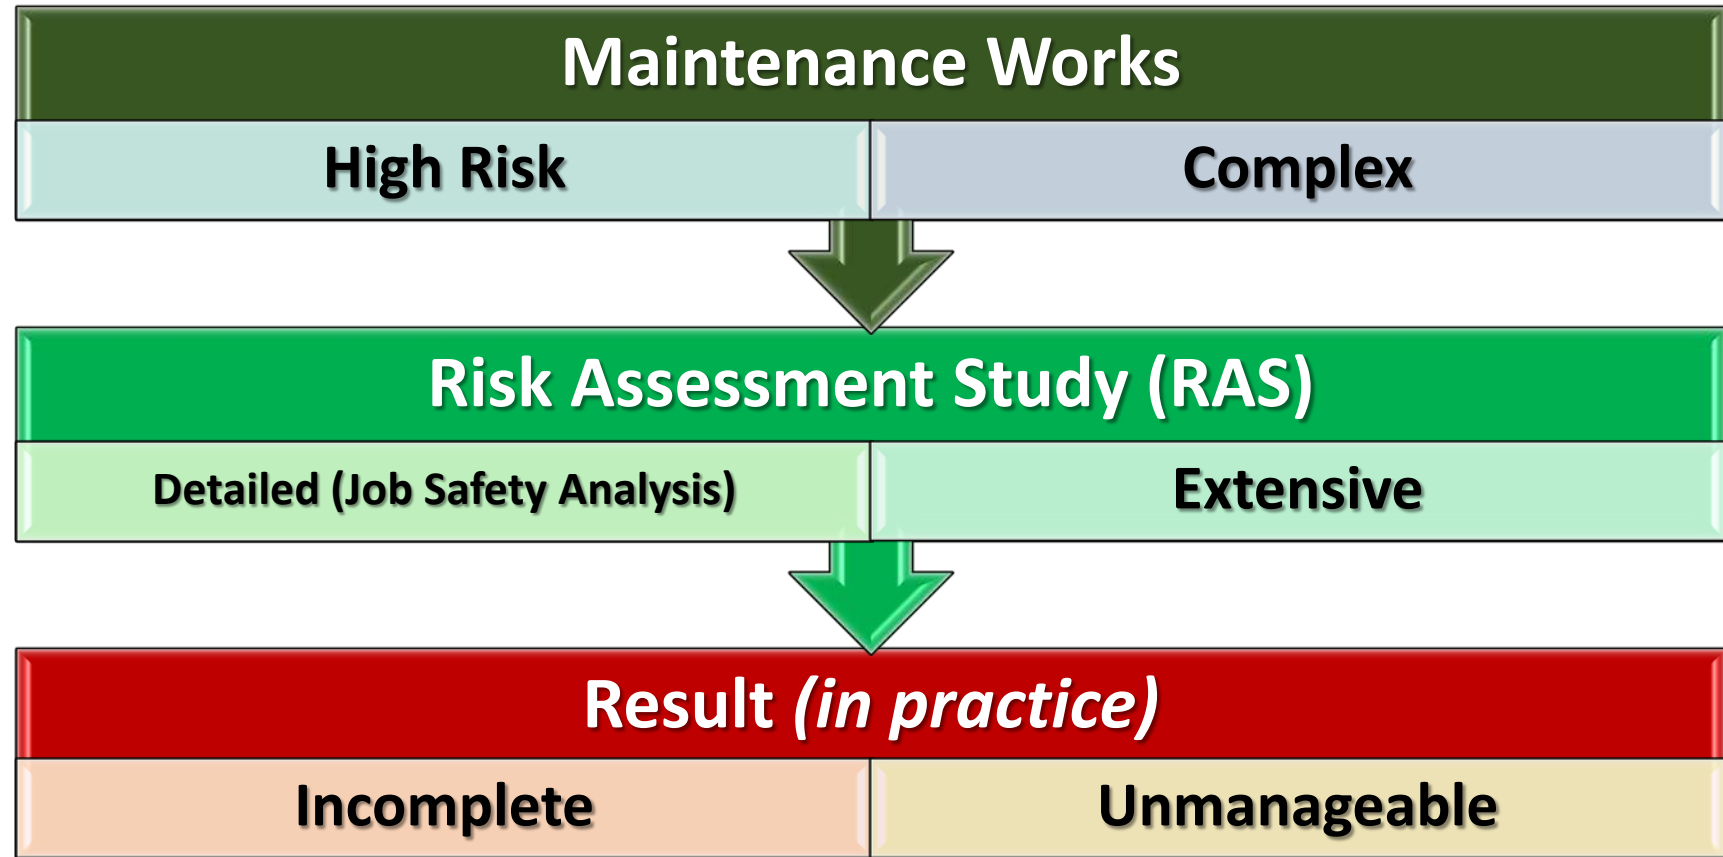 Maintenance Works
High Risk
Complex
Risk Assessment Study (RAS)
Detailed (Job Safety Analysis)
Extensive
Result (in practice)
Incomplete
Unmanageable